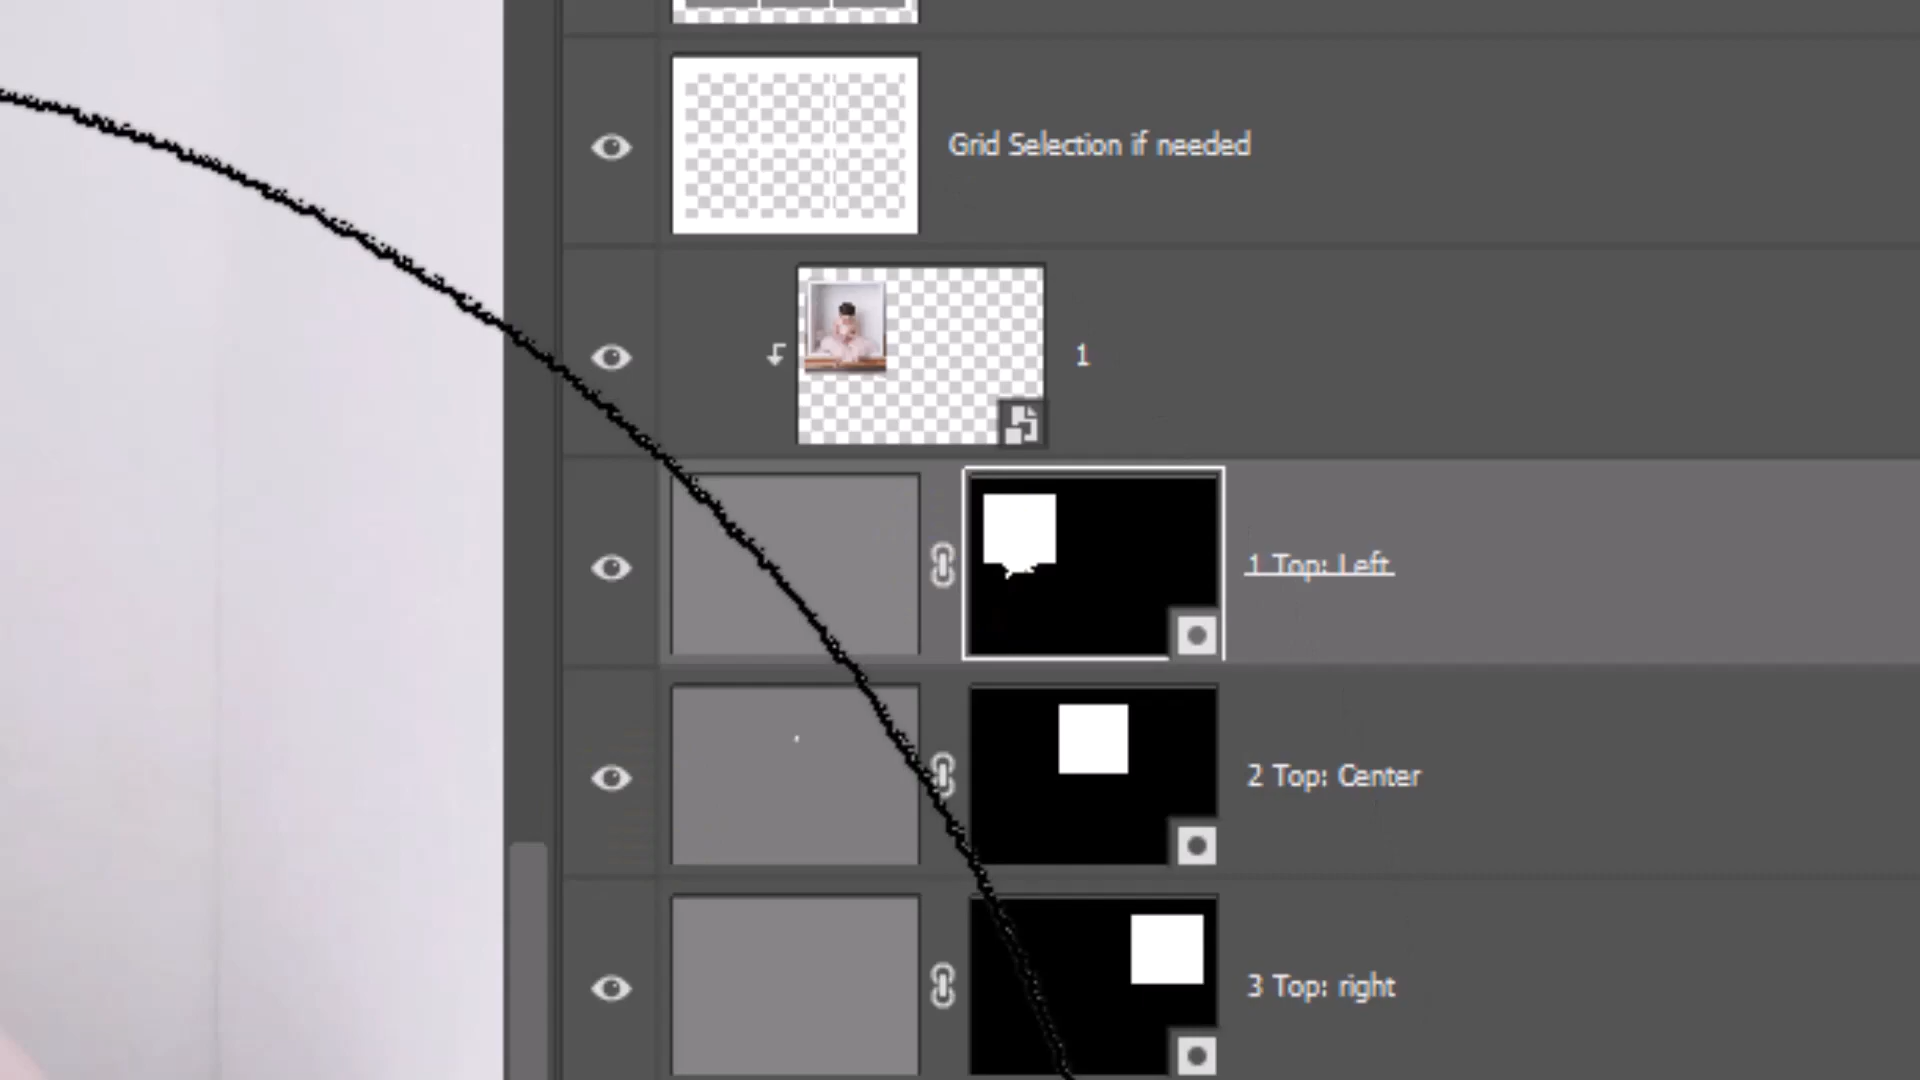 Grid Selection if needed
1
1 Top: Left
2 Top: Center
3 Top: right